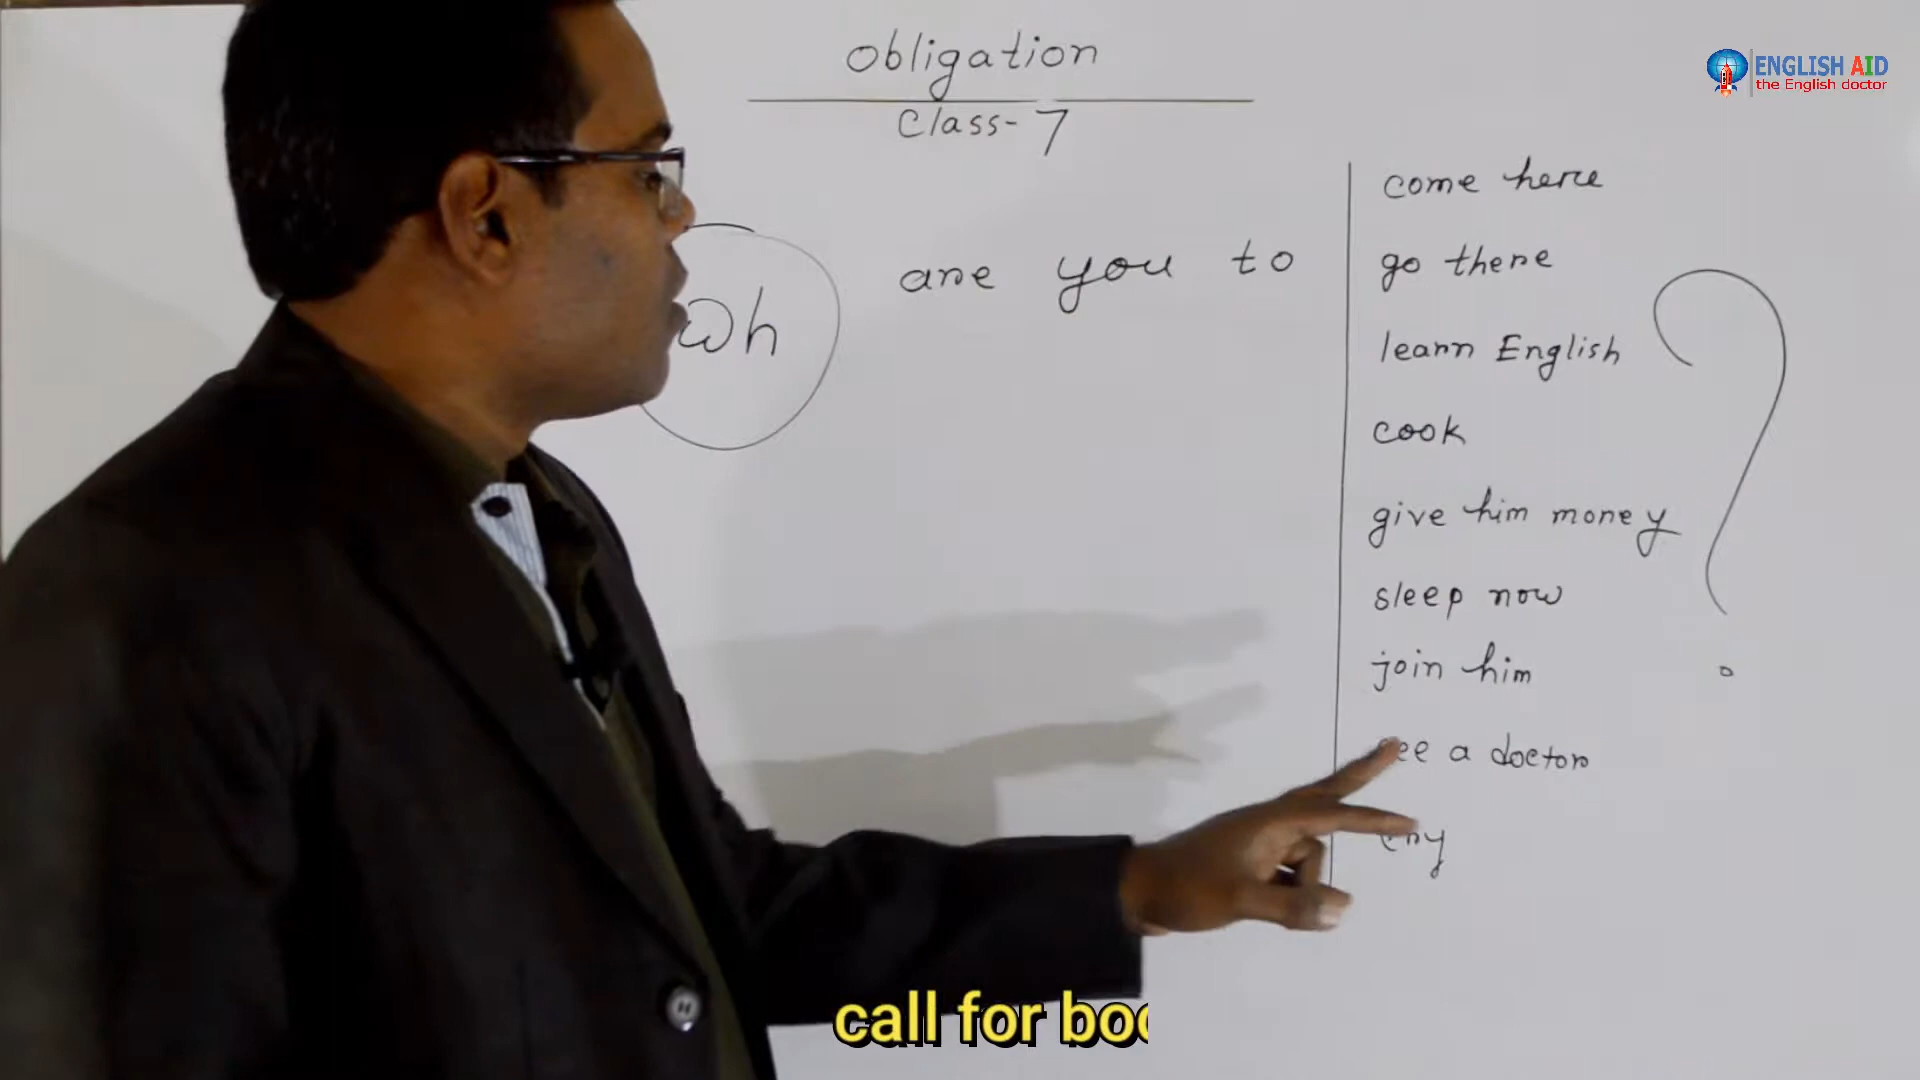 Obligation
Class-7
ENGLISH AID
the English doctor
wh are you to
come here
go there
learn English
cook
give him money
sleep now
join him
see a doctor
cry
?
call for boo